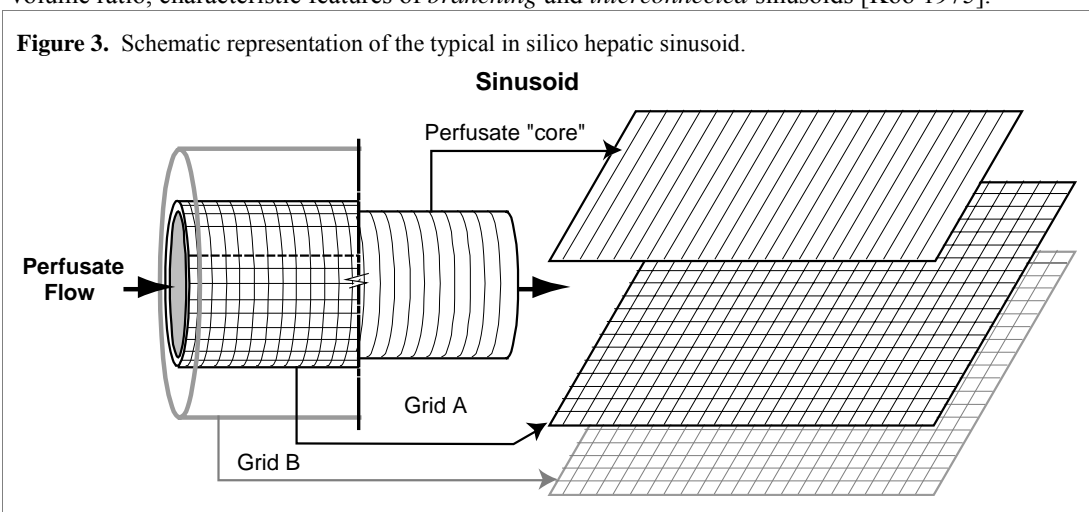 volume ratio, characteristic features of branching and interconnected sinusoids [Koo 1975].
Figure 3. Schematic representation of the typical in silico hepatic sinusoid.
Sinusoid
Perfusate "core"
Perfusate
Flow
Grid A
Grid B